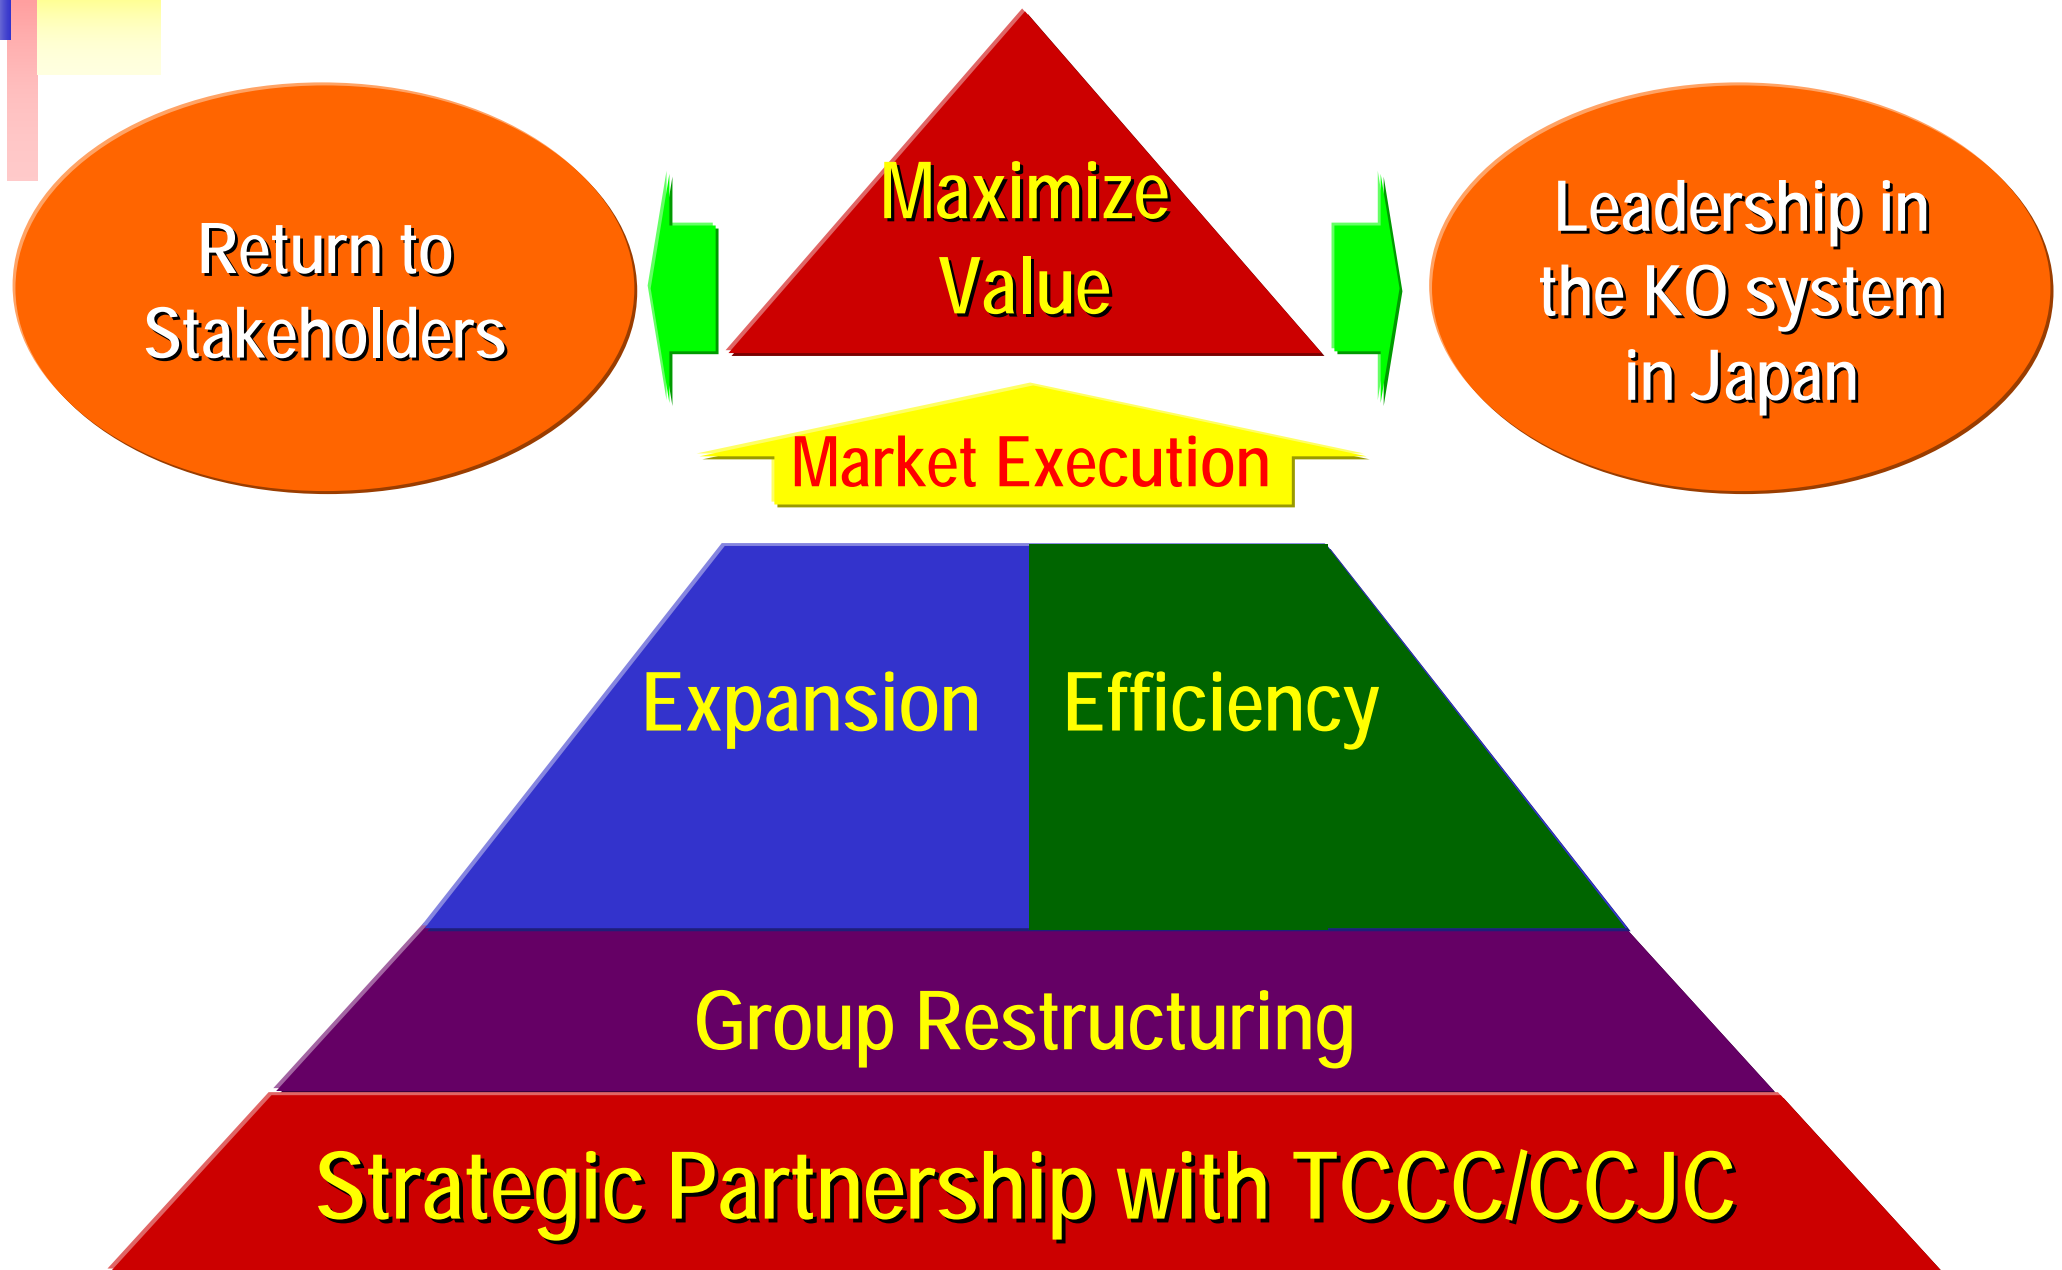 Return to
Stakeholders
Maximize
Value
Leadership in
the KO system
in Japan
Market Execution
Expansion
Efficiency
Group Restructuring
Strategic Partnership with TCCC/CCJC